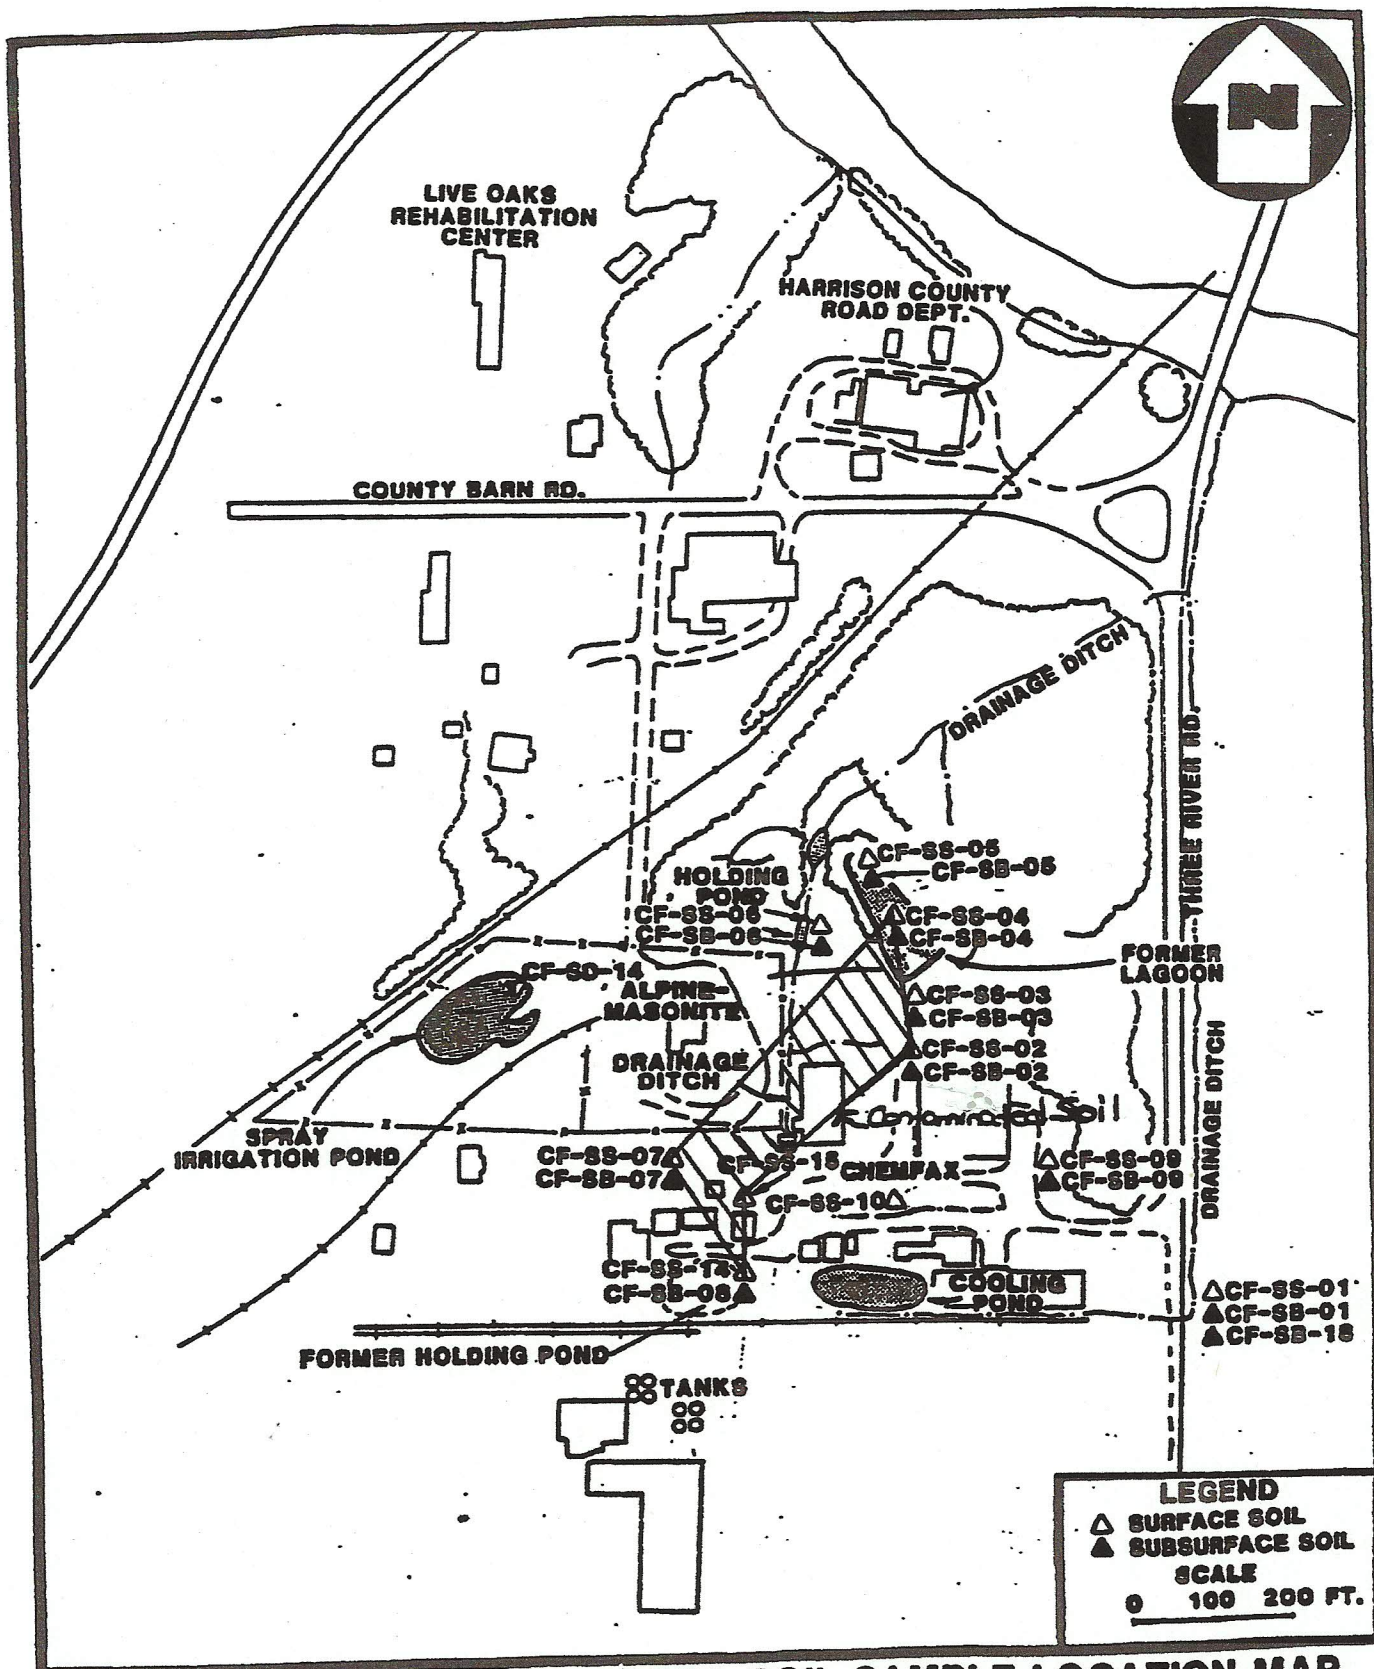 N
LIVE OAKS
REHABILITATION
CENTER
HARRISON COUNTY
ROAD DEPT.
COUNTY BARN RD.
DRAINAGE DITCH
THREE RIVER RD.
CF-SS-05
CF-SB-05
HOLDING
POND
CF-SS-06
CF-SB-06
CF-SS-04
CF-SB-04
FORMER
LAGOON
CF-SD-14
ALPINE-
MASONITE
CF-SS-03
CF-SB-03
CF-SS-02
CF-SB-02
DRAINAGE
DITCH
Contaminated Soil
DRAINAGE DITCH
SPRAY
IRRIGATION POND
CF-SS-07
CF-SB-07
CF-SS-15
CHEMFAX
CF-SS-09
CF-SB-09
CF-SS-10
CF-SS-14
CF-SB-08
COOLING
POND
CF-SS-01
CF-SB-01
CF-SB-18
FORMER HOLDING POND
TANKS
LEGEND
SURFACE SOIL
SUBSURFACE SOIL
SCALE
0 100 200 FT.
SAMPLE LOCATION MAP